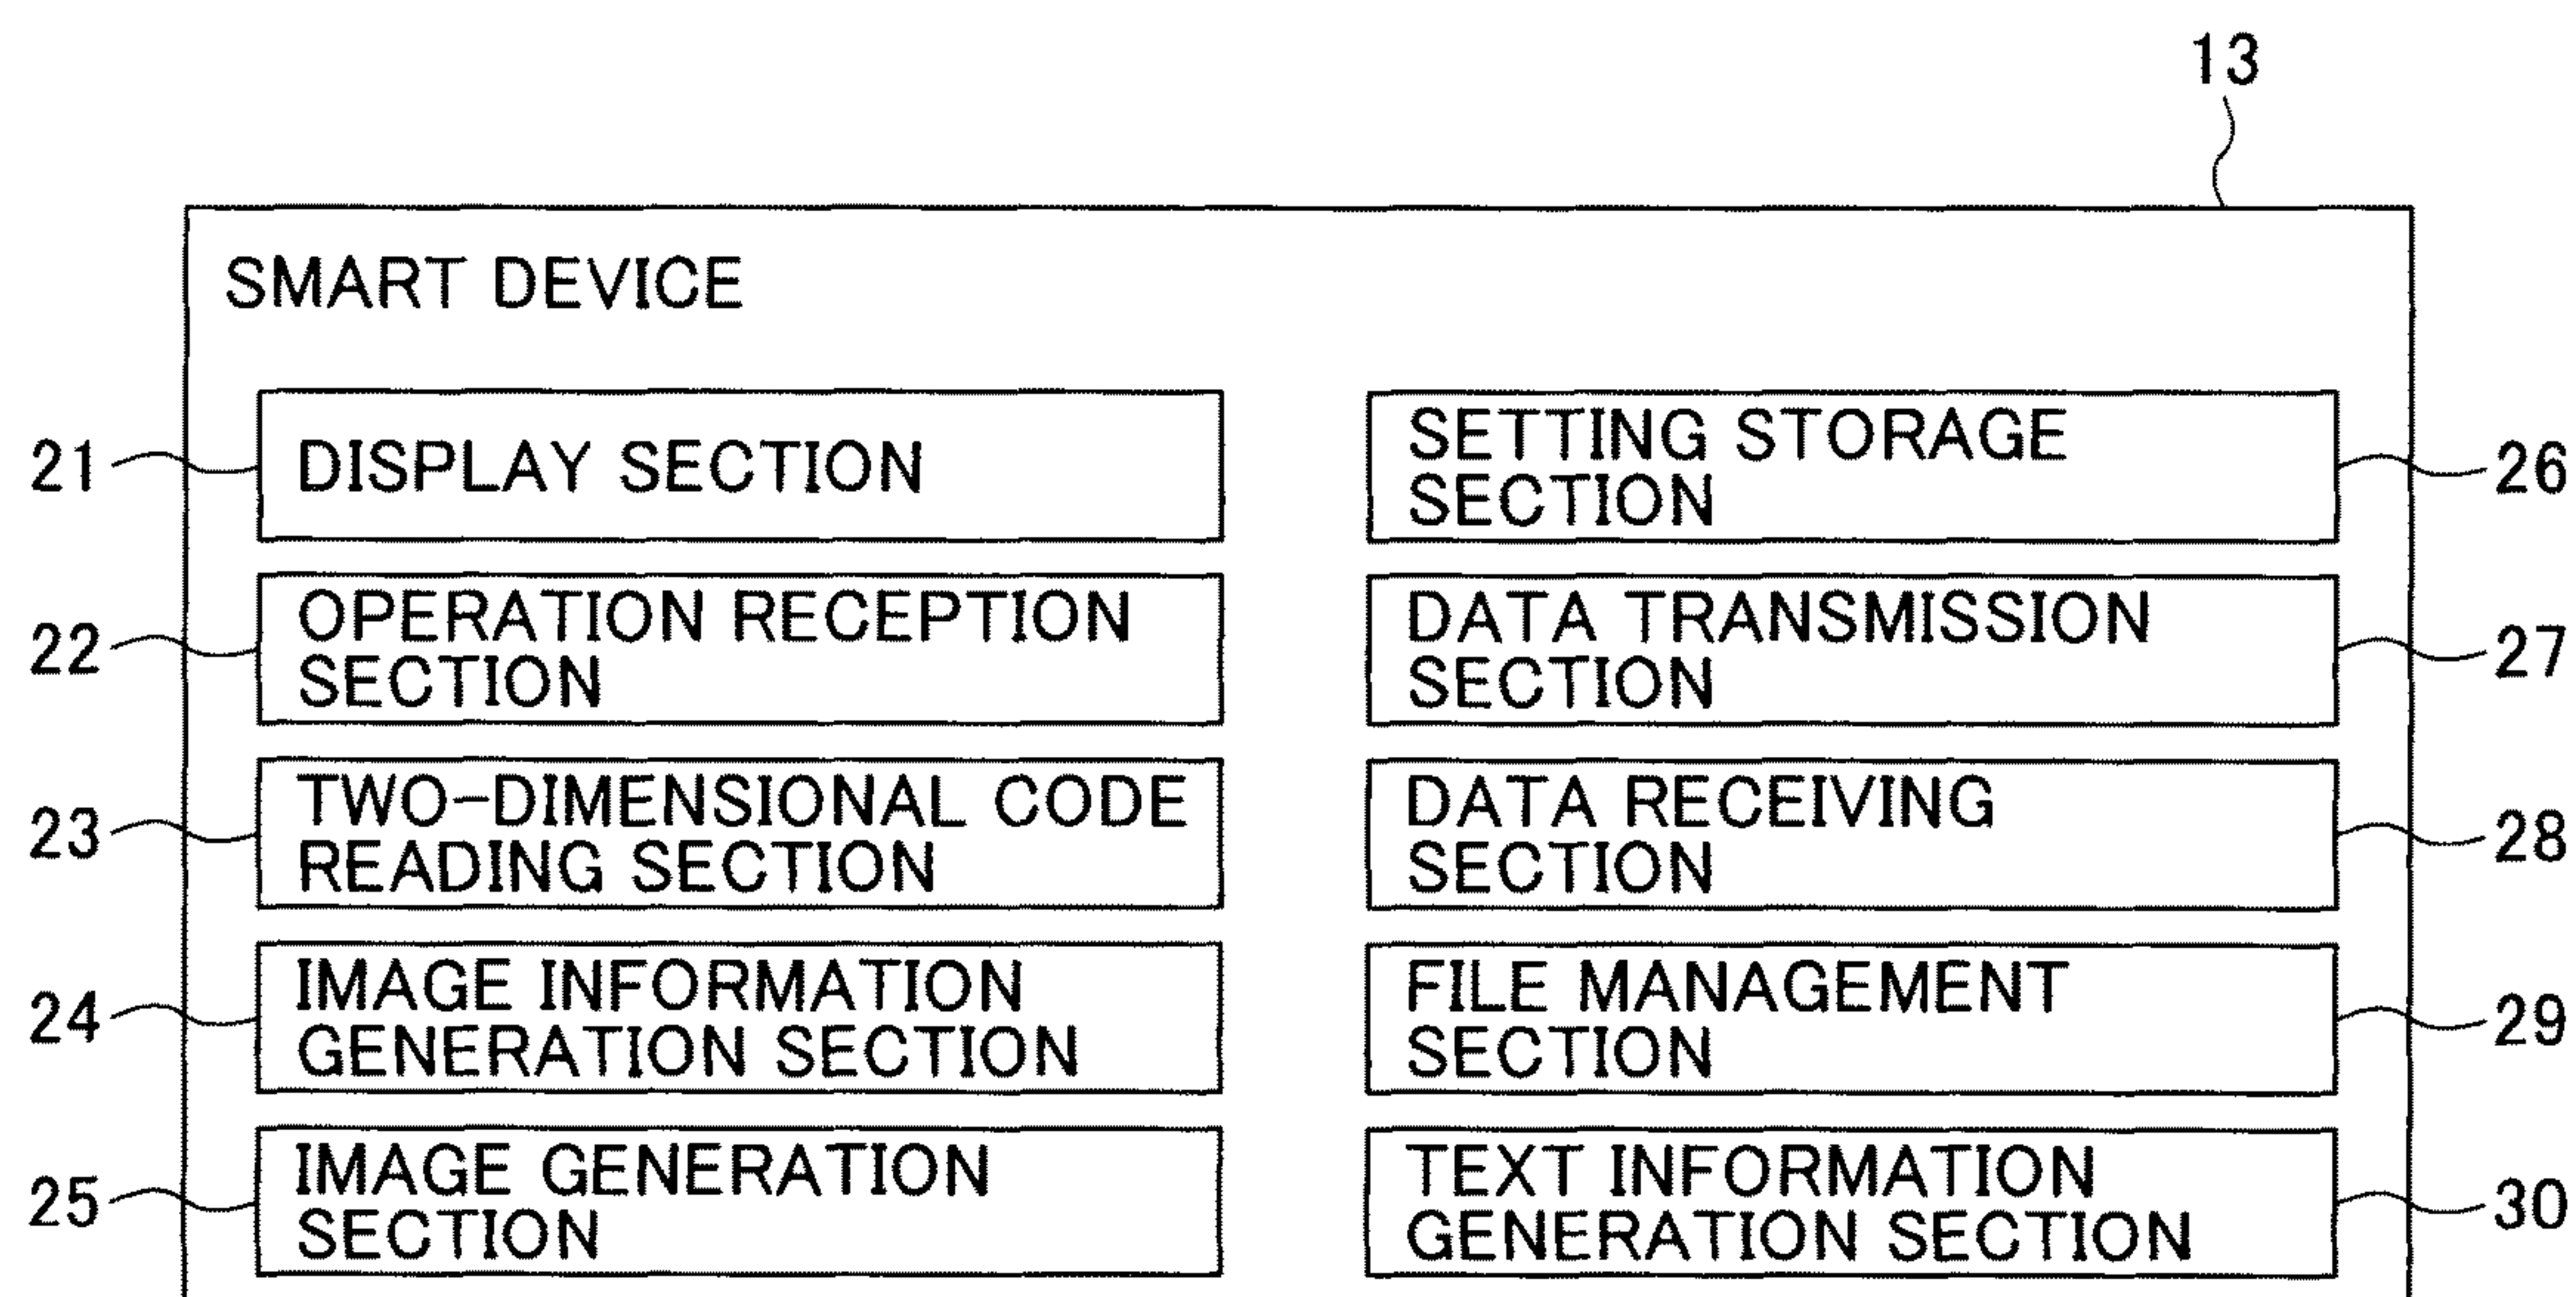 13
SMART DEVICE
21
DISPLAY SECTION
22
OPERATION RECEPTION
SECTION
23
TWO-DIMENSIONAL CODE
READING SECTION
24
IMAGE INFORMATION
GENERATION SECTION
25
IMAGE GENERATION
SECTION
SETTING STORAGE
SECTION
26
DATA TRANSMISSION
SECTION
27
DATA RECEIVING
SECTION
28
FILE MANAGEMENT
SECTION
29
TEXT INFORMATION
GENERATION SECTION
30